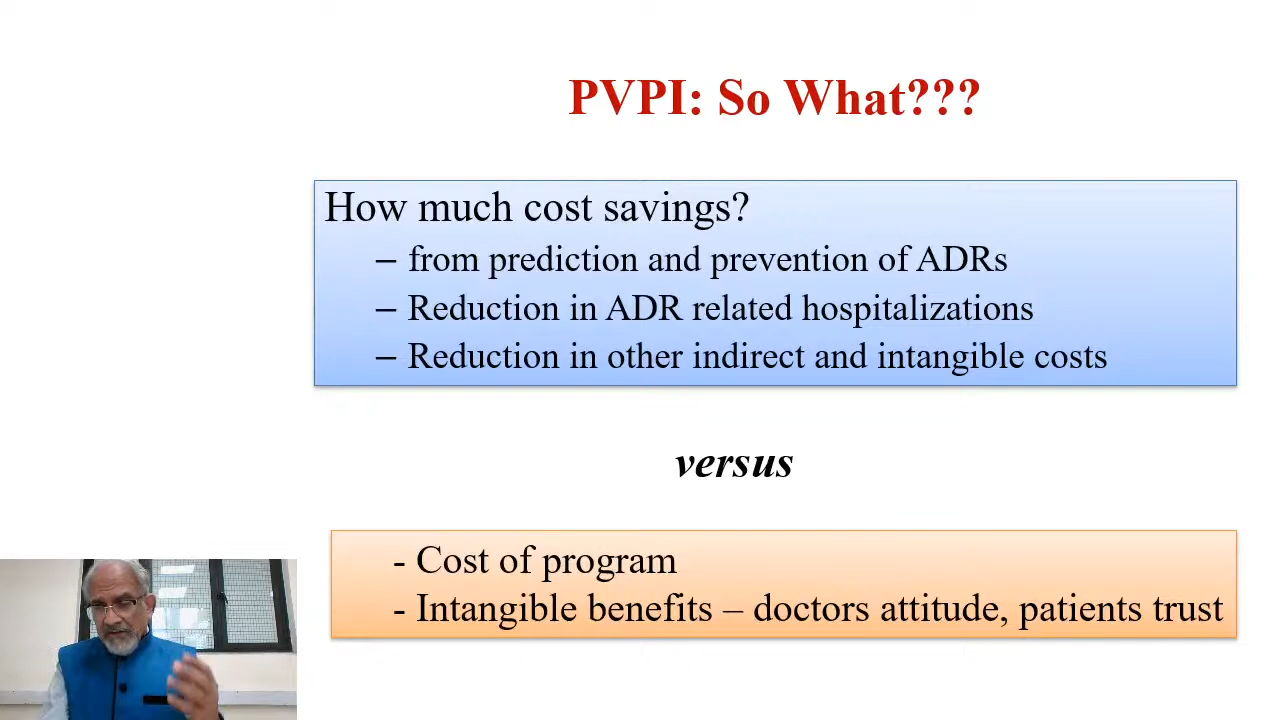 PVPI: So What???
How much cost savings?
– from prediction and prevention of ADRs
– Reduction in ADR related hospitalizations
– Reduction in other indirect and intangible costs
versus
- Cost of program
- Intangible benefits – doctors attitude, patients trust